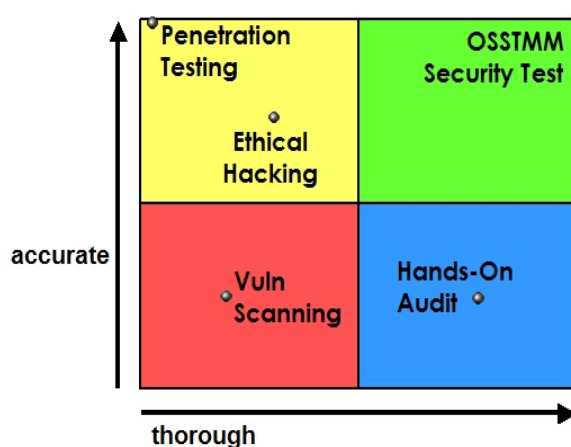 Penetration
Testing
OSSTMM
Security Test
Ethical
Hacking
accurate
Vuln
Scanning
Hands-On
Audit
thorough